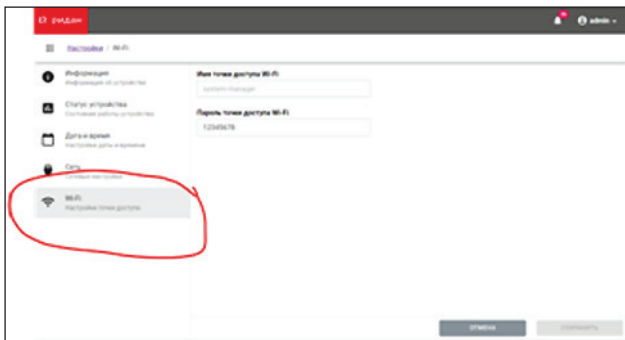 ридан
admin
Настройки / Wi-Fi
Информация
Информация об устройстве
Статус устройства
Состояние работы устройства
Дата и время
Настройка даты и времени
Сеть
Сетевые настройки
Wi-Fi
Настройки точки доступа
Имя точки доступа Wi-Fi
system-manager
Пароль точки доступа Wi-Fi
12345678
ОТМЕНА
СОХРАНИТЬ